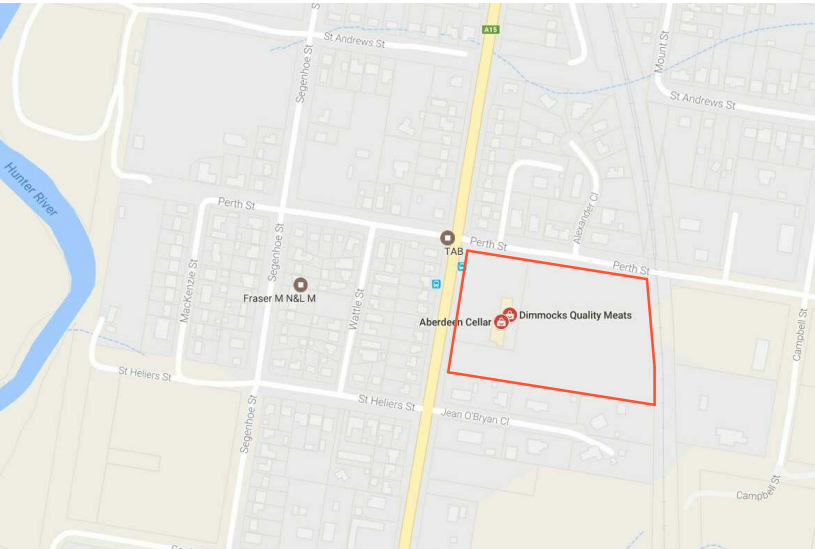 A15
St Andrews St
Segenhoe St
S
Mount St
St Andrews St
Hunter River
Perth St
Alexander Cl
Perth St
TAB
Perth St
Segenhoe St
MacKenzie St
Fraser M N&L M
Wattle St
Dimmocks Quality Meats
Aberdeen Cellar
Campbell St
St Heliers St
St Heliers St
Jean O'Bryan Cl
Segenhoe St
Campbell St